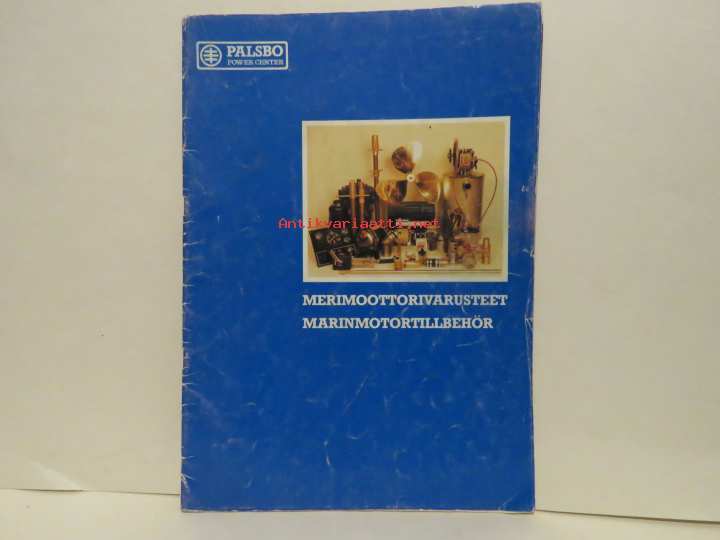 PALSBO
POWER CENTER
Antikvariaatti.net
MERIMOOTTORIVARUSTEET
MARINMOTORTILLBEHÖR